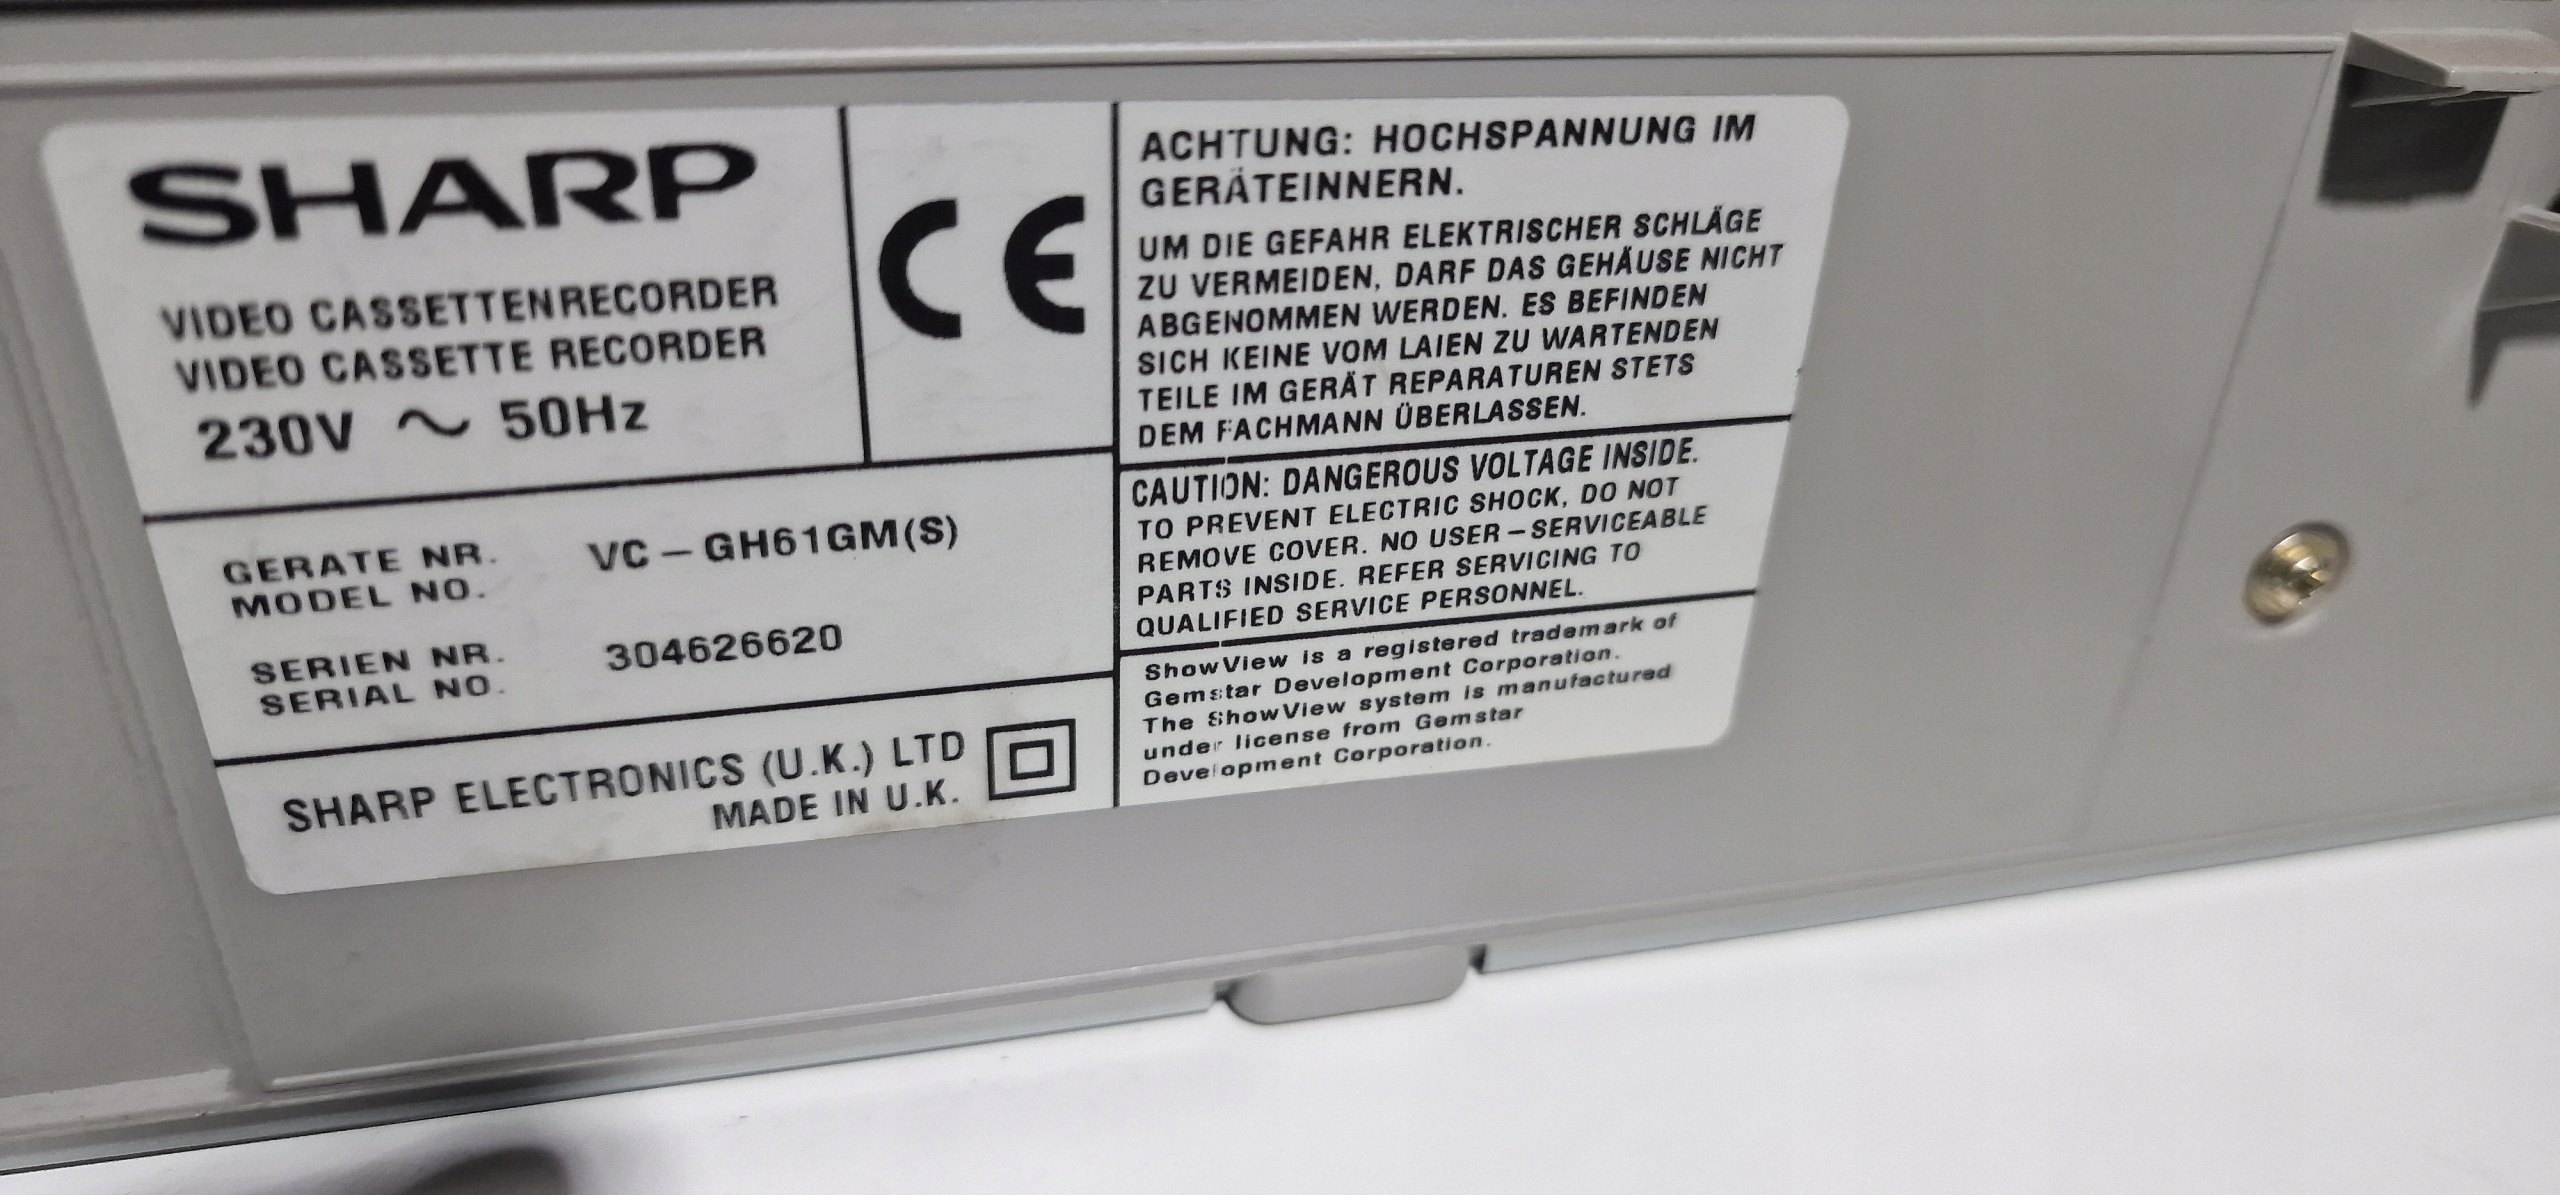 SHARP
VIDEO CASSETTENRECORDER
VIDEO CASSETTE RECORDER
230V ~ 50Hz
CE
GERATE NR.
MODEL NO.
VC-GH61GM(S)
SERIEN NR.
SERIAL NO.
304626620
SHARP ELECTRONICS (U.K.) LTD
MADE IN U.K.
ACHTUNG: HOCHSPANNUNG IM
GERÄTEINNERN.
UM DIE GEFAHR ELEKTRISCHER SCHLÄGE
ZU VERMEIDEN, DARF DAS GEHÄUSE NICHT
ABGENOMMEN WERDEN. ES BEFINDEN
SICH KEINE VOM LAIEN ZU WARTENDEN
TEILE IM GERÄT REPARATUREN STETS
DEM FACHMANN ÜBERLASSEN.
CAUTION: DANGEROUS VOLTAGE INSIDE.
TO PREVENT ELECTRIC SHOCK, DO NOT
REMOVE COVER. NO USER-SERVICEABLE
PARTS INSIDE. REFER SERVICING TO
QUALIFIED SERVICE PERSONNEL.
ShowView is a registered trademark of
Gemstar Development Corporation.
The ShowView system is manufactured
under license from Gemstar
Development Corporation.